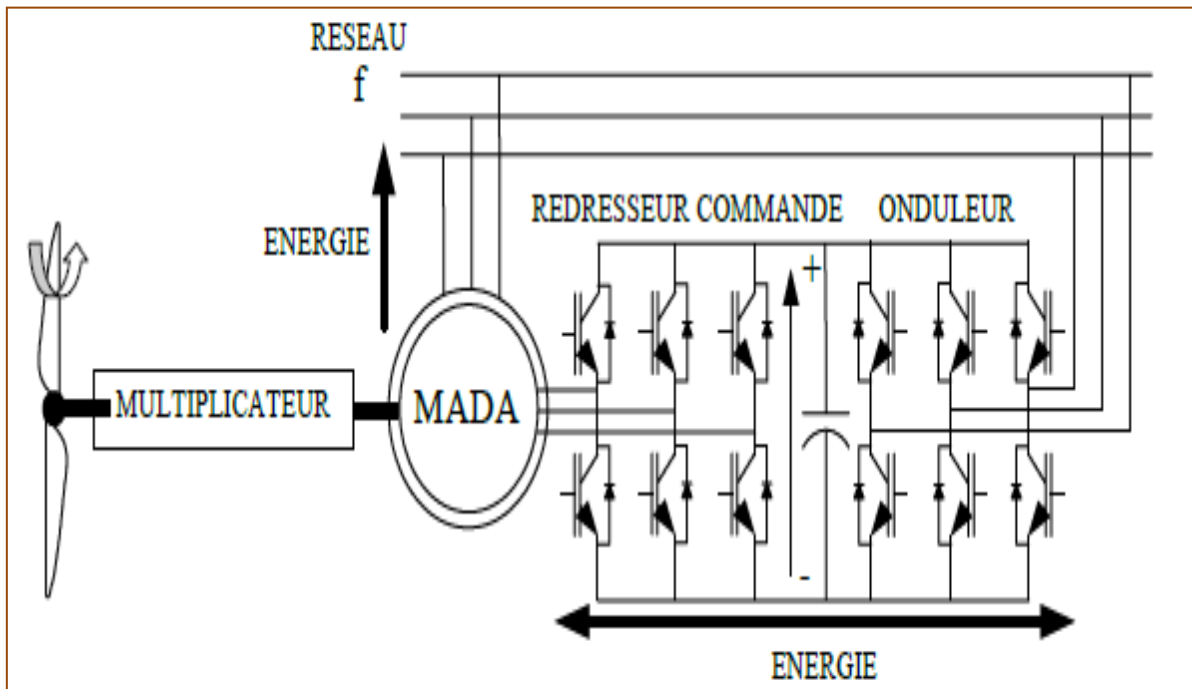 RESEAU
f
REDRESSEUR COMMANDE
ONDULEUR
ENERGIE
+
MULTIPLICATEUR
MADA
-
ENERGIE